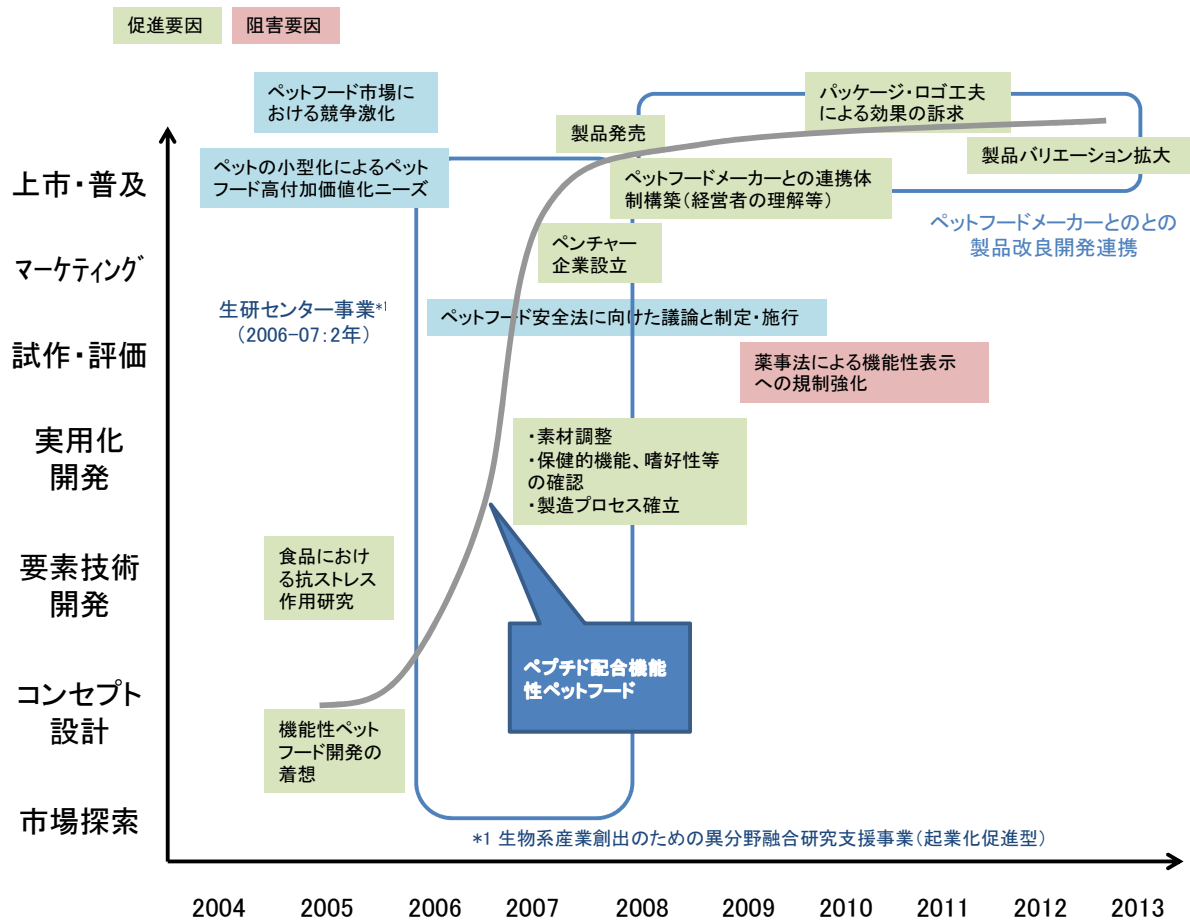 促進要因
阻害要因
ペットフード市場に
おける競争激化
パッケージ・ロゴ工夫
による効果の訴求
製品発売
製品バリエーション拡大
ペットの小型化によるペット
フード高付加価値化ニーズ
ペットフードメーカーとの連携体
制構築(経営者の理解等)
上市・普及
ペットフードメーカーとのとの
製品改良開発連携
ベンチャー
企業設立
マーケティング
生研センター事業*1
(2006-07:2年)
ペットフード安全法に向けた議論と制定・施行
試作・評価
薬事法による機能性表示
への規制強化
実用化
開発
・素材調整
・保健的機能、嗜好性等
の確認
・製造プロセス確立
要素技術
開発
食品におけ
る抗ストレス
作用研究
ペプチド配合機能
性ペットフード
コンセプト
設計
機能性ペット
フード開発の
着想
市場探索
*1 生物系産業創出のための異分野融合研究支援事業(起業化促進型)
2004 2005 2006 2007 2008 2009 2010 2011 2012 2013